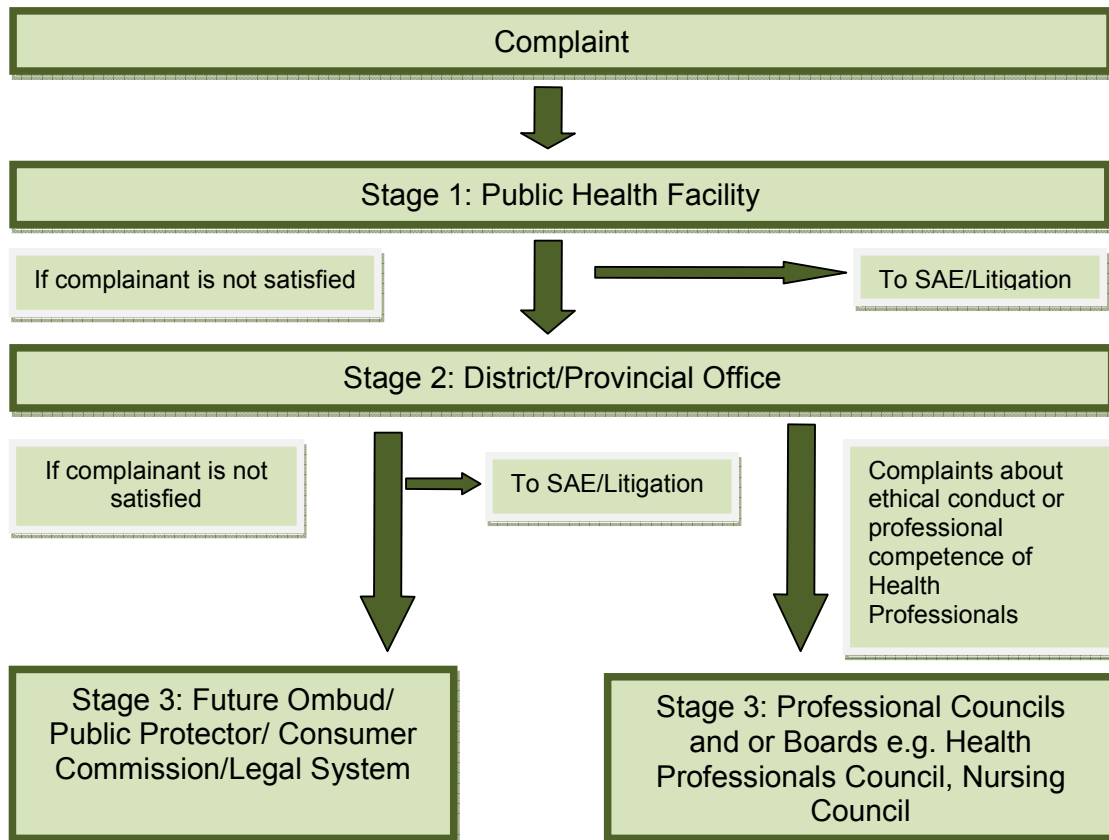 Complaint
Stage 1: Public Health Facility
If complainant is not satisfied
To SAE/Litigation
Stage 2: District/Provincial Office
If complainant is not
satisfied
To SAE/Litigation
Complaints about
ethical conduct or
professional
competence of
Health
Professionals
Stage 3: Future Ombud/
Public Protector/ Consumer
Commission/Legal System
Stage 3: Professional Councils
and or Boards e.g. Health
Professionals Council, Nursing
Council